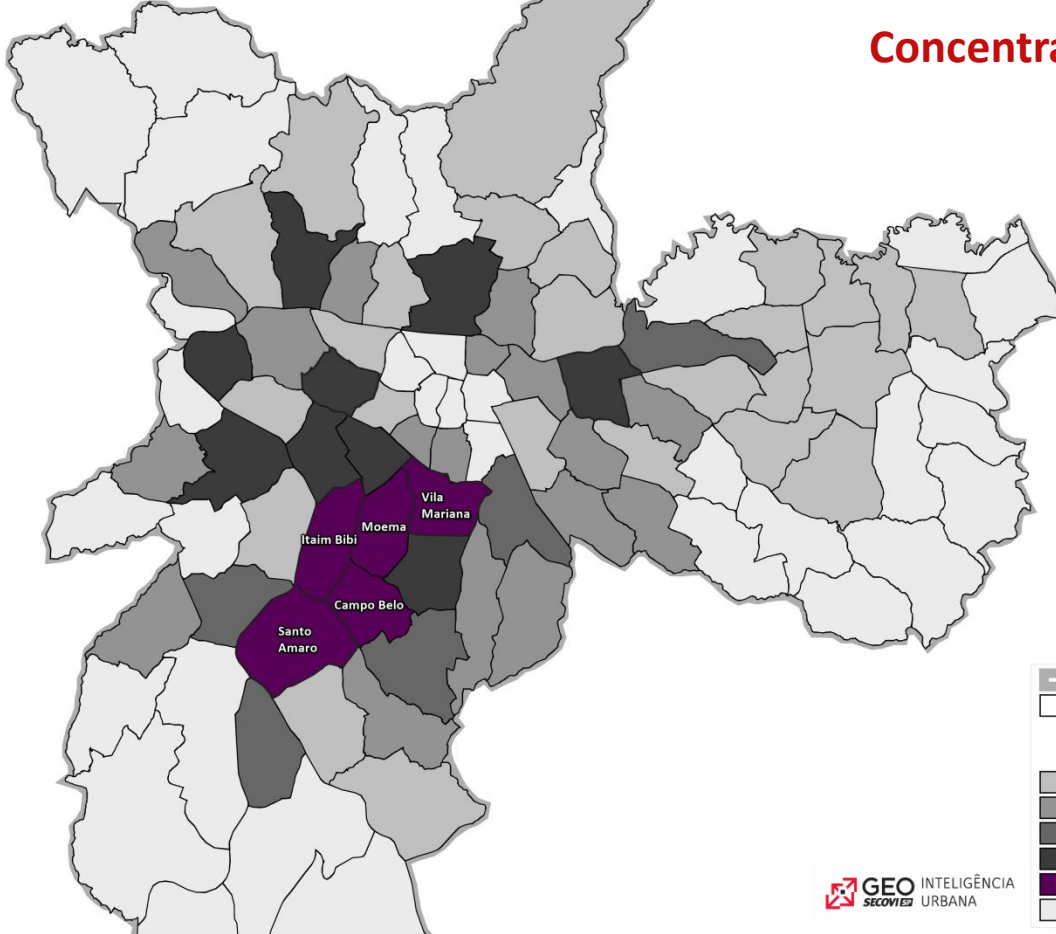 Concentra
Vila
Mariana
Moema
Itaim Bibi
Campo Belo
Santo
Amaro
GEO INTELIGÊNCIA
SECOVI SP URBANA